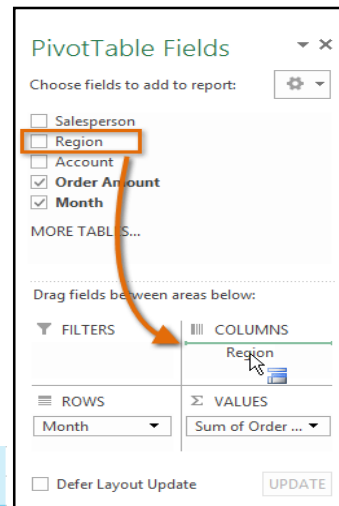 PivotTable Fields
Choose fields to add to report:
Salesperson
Region
Account
Order Amount
Month
MORE TABLES...
Drag fields between areas below:
FILTERS
COLUMNS
Region
ROWS
Σ VALUES
Month
Sum of Order ...
Defer Layout Update
UPDATE